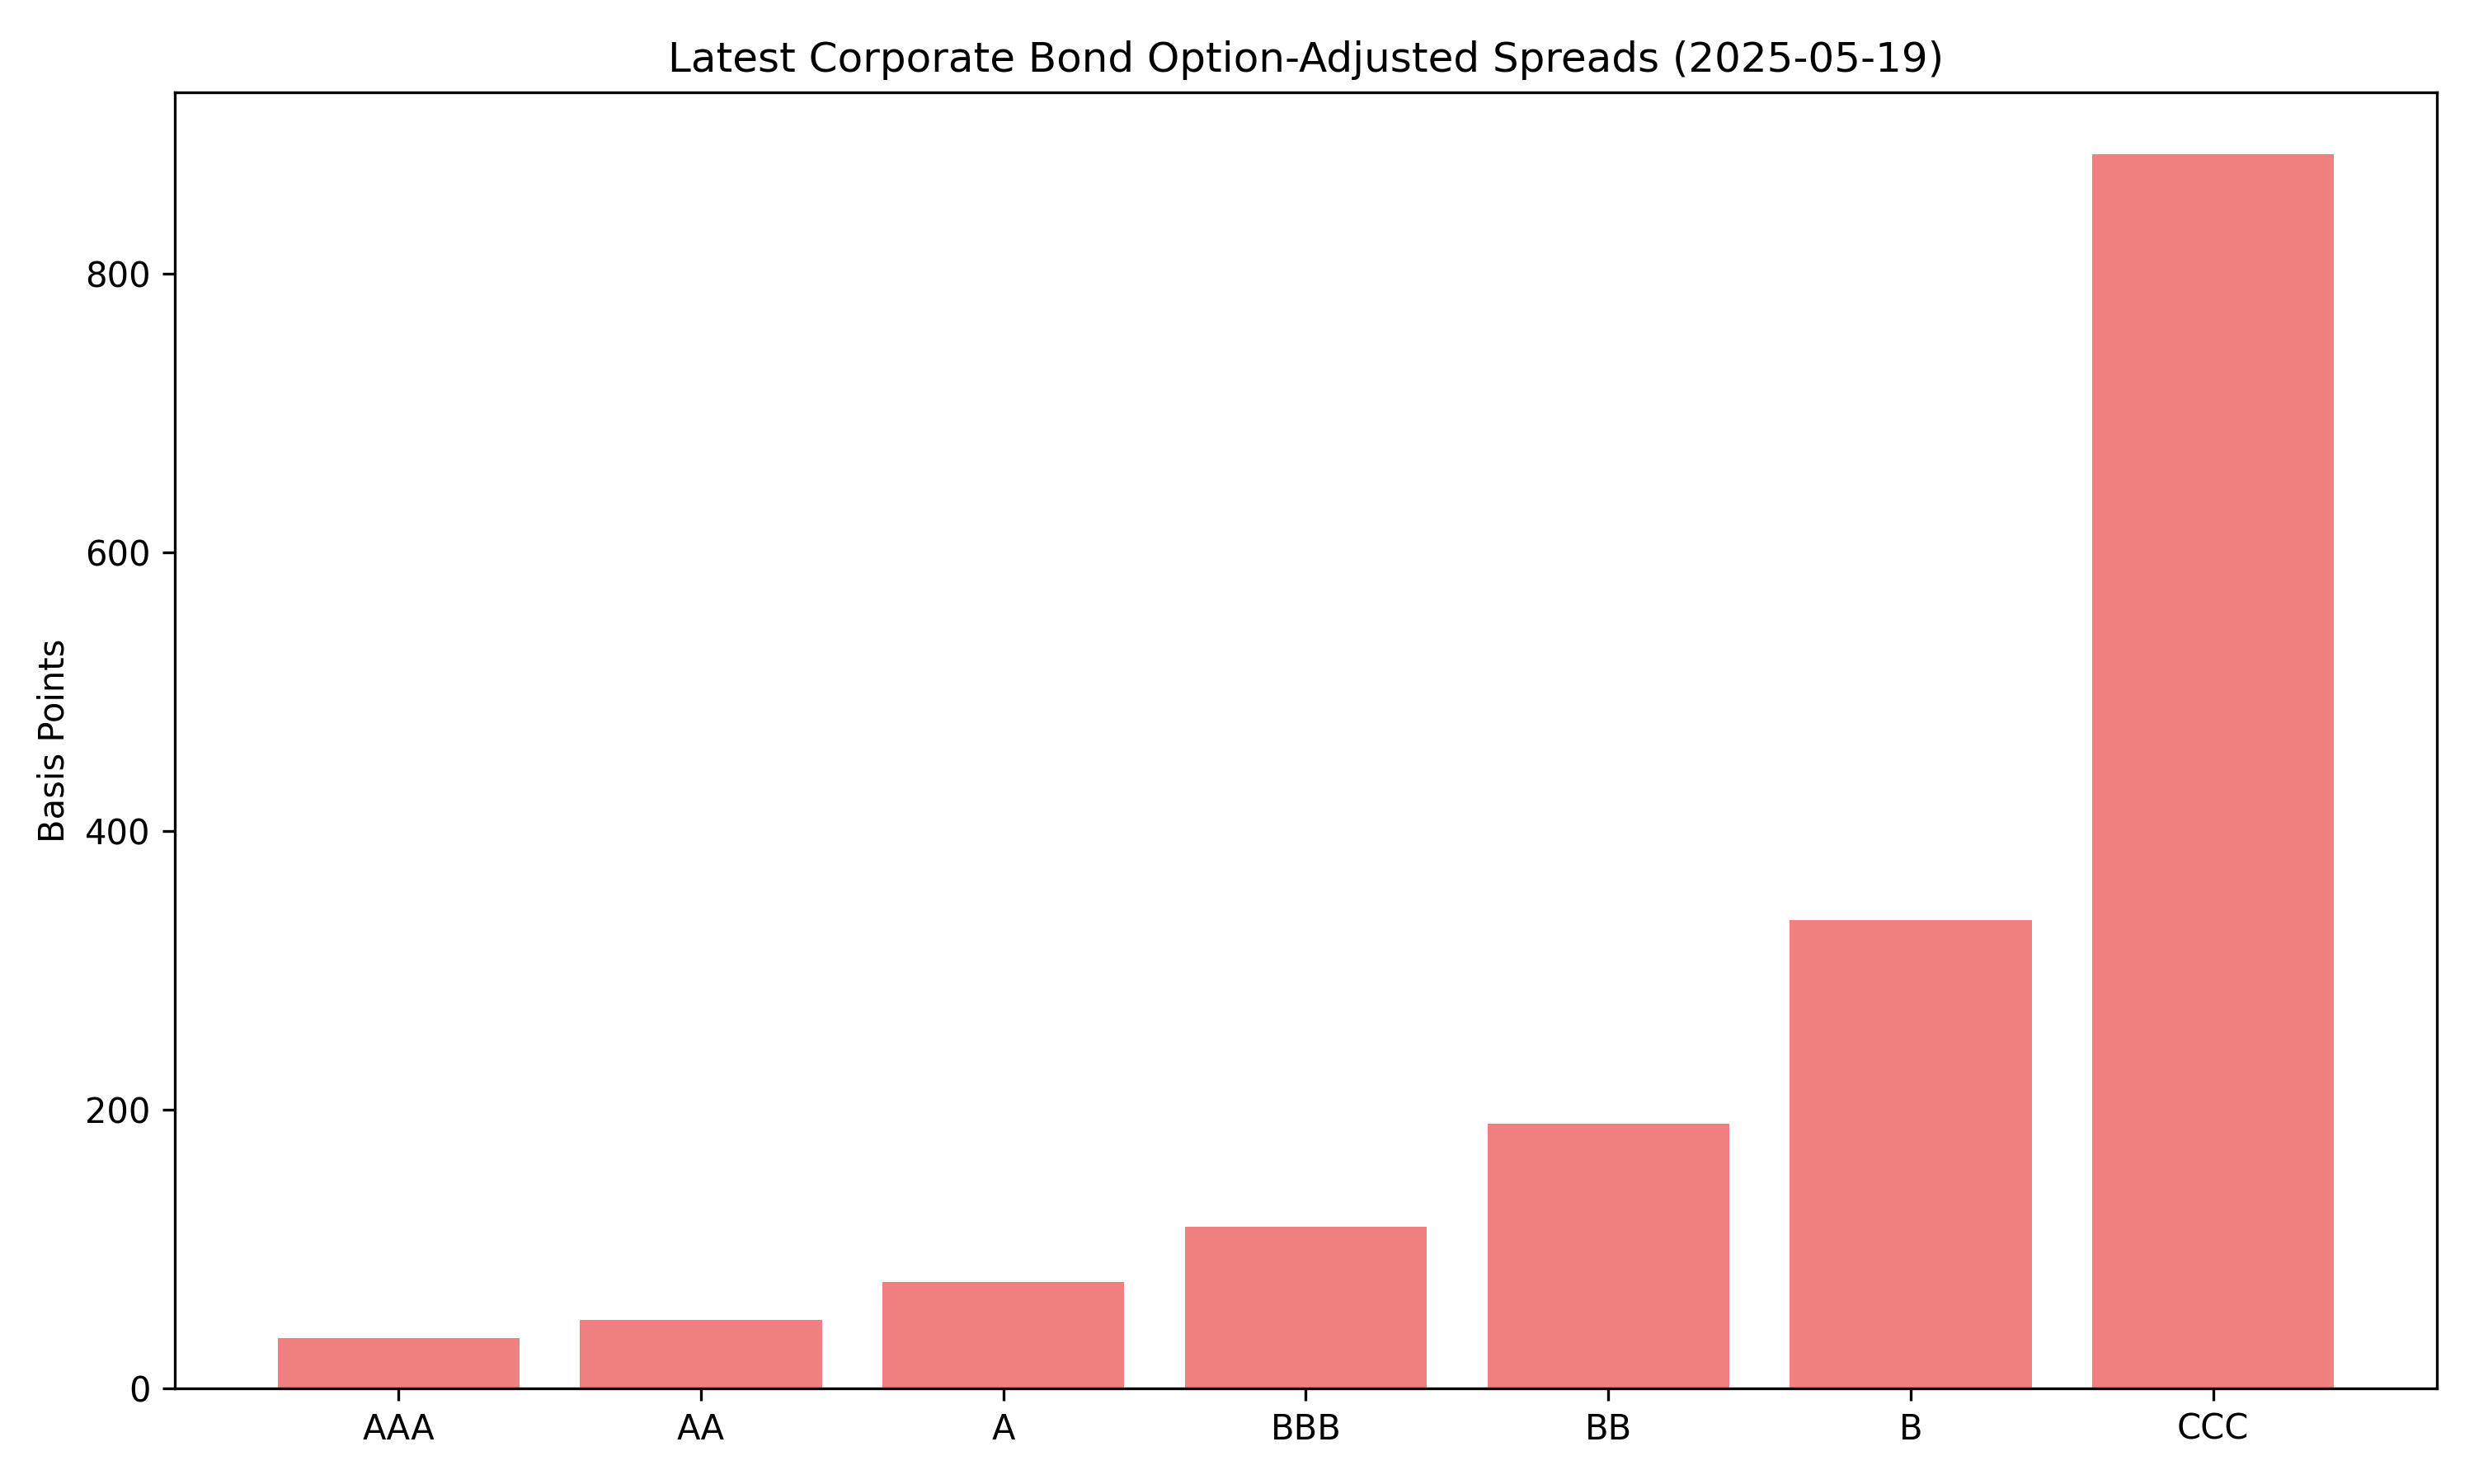 Latest Corporate Bond Option-Adjusted Spreads (2025-05-19)
Basis Points
800
600
400
200
0
AAA AA A BBB BB B CCC